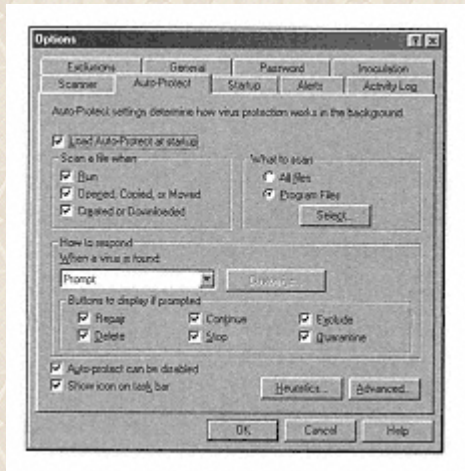 Options
Exclusions General Password Inoculation
Scanner Auto-Protect Startup Alerts Activity Log
Auto-Protect settings determine how virus protection works in the background.
Load Auto-Protect at startup
Scan a file when
Run
Opened, Copied, or Moved
Created or Downloaded
What to scan
All files
Program Files
Select...
How to respond
When a virus is found:
Prompt
Customize...
Buttons to display if prompted
Repair Continue Exclude
Delete Stop Quarantine
Auto-protect can be disabled
Show icon on task bar
Heuristics... Advanced...
OK Cancel Help